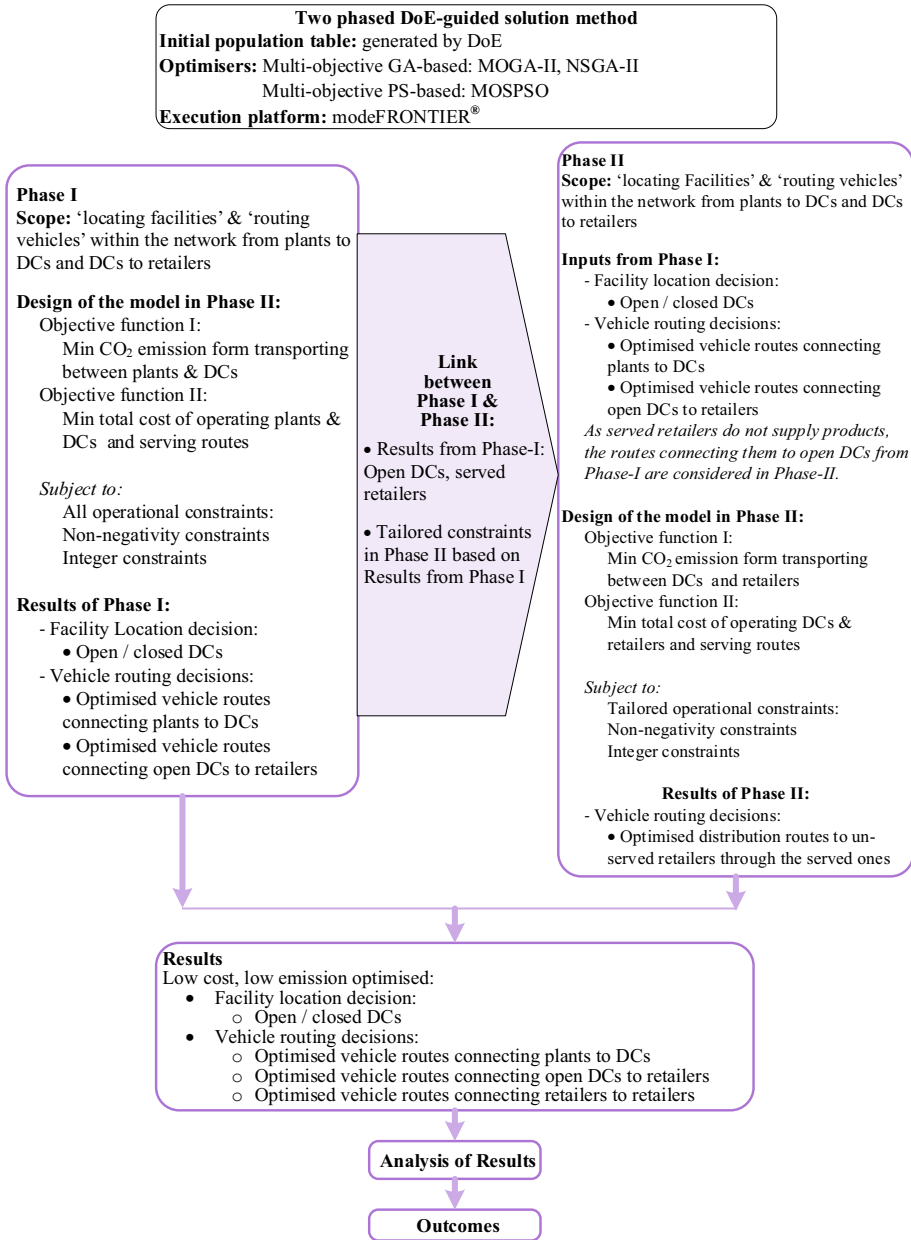 Two phased DoE-guided solution method
Initial population table: generated by DoE
Optimisers: Multi-objective GA-based: MOGA-II, NSGA-II
Multi-objective PS-based: MOSPSO
Execution platform: modeFRONTIER®
Phase I
Scope: ‘locating facilities’ & ‘routing
vehicles’ within the network from plants to
DCs and DCs to retailers
Design of the model in Phase II:
Objective function I:
Min CO₂ emission form transporting
between plants & DCs
Objective function II:
Min total cost of operating plants &
DCs and serving routes
Subject to:
All operational constraints:
Non-negativity constraints
Integer constraints
Results of Phase I:
- Facility Location decision:
• Open / closed DCs
- Vehicle routing decisions:
• Optimised vehicle routes
connecting plants to DCs
• Optimised vehicle routes
connecting open DCs to retailers
Link
between
Phase I &
Phase II:
• Results from Phase-I:
Open DCs, served
retailers
• Tailored constraints
in Phase II based on
Results from Phase I
Phase II
Scope: ‘locating Facilities’ & ‘routing vehicles’
within the network from plants to DCs and DCs
to retailers
Inputs from Phase I:
- Facility location decision:
• Open / closed DCs
- Vehicle routing decisions:
• Optimised vehicle routes connecting
plants to DCs
• Optimised vehicle routes connecting
open DCs to retailers
As served retailers do not supply products,
the routes connecting them to open DCs from
Phase-I are considered in Phase-II.
Design of the model in Phase II:
Objective function I:
Min CO₂ emission form transporting
between DCs and retailers
Objective function II:
Min total cost of operating DCs &
retailers and serving routes
Subject to:
Tailored operational constraints:
Non-negativity constraints
Integer constraints
Results of Phase II:
- Vehicle routing decisions:
• Optimised distribution routes to un-
served retailers through the served ones
Results
Low cost, low emission optimised:
• Facility location decision:
o Open / closed DCs
• Vehicle routing decisions:
o Optimised vehicle routes connecting plants to DCs
o Optimised vehicle routes connecting open DCs to retailers
o Optimised vehicle routes connecting retailers to retailers
Analysis of Results
Outcomes